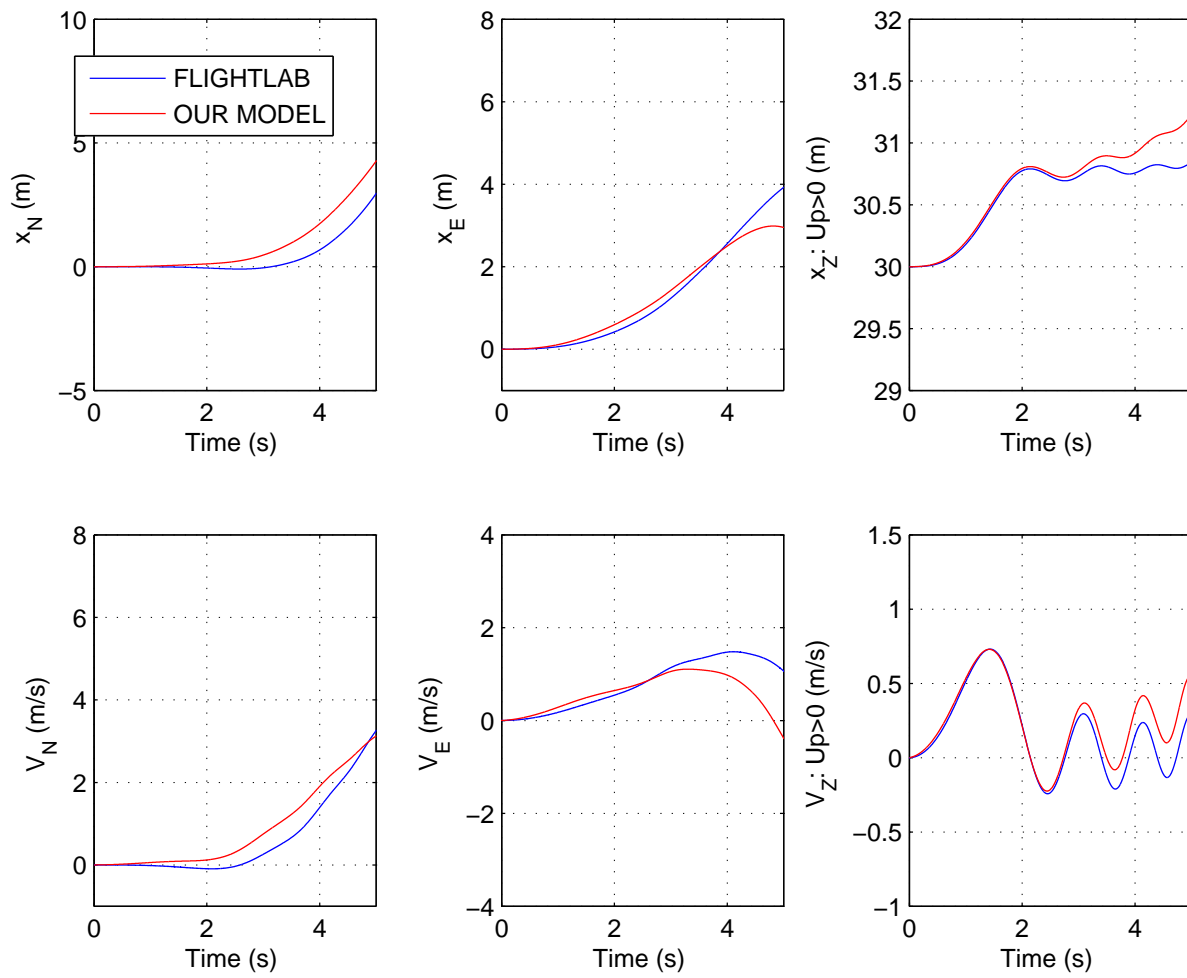 10
5
0
−5
x_N (m)
FLIGHTLAB
OUR MODEL
0 2 4
Time (s)
8
6
4
2
0
x_E (m)
0 2 4
Time (s)
32
31.5
31
30.5
30
29.5
29
x_Z: Up>0 (m)
0 2 4
Time (s)
8
6
4
2
0
V_N (m/s)
0 2 4
Time (s)
4
2
0
−2
−4
V_E (m/s)
0 2 4
Time (s)
1.5
1
0.5
0
−0.5
−1
V_Z: Up>0 (m/s)
0 2 4
Time (s)